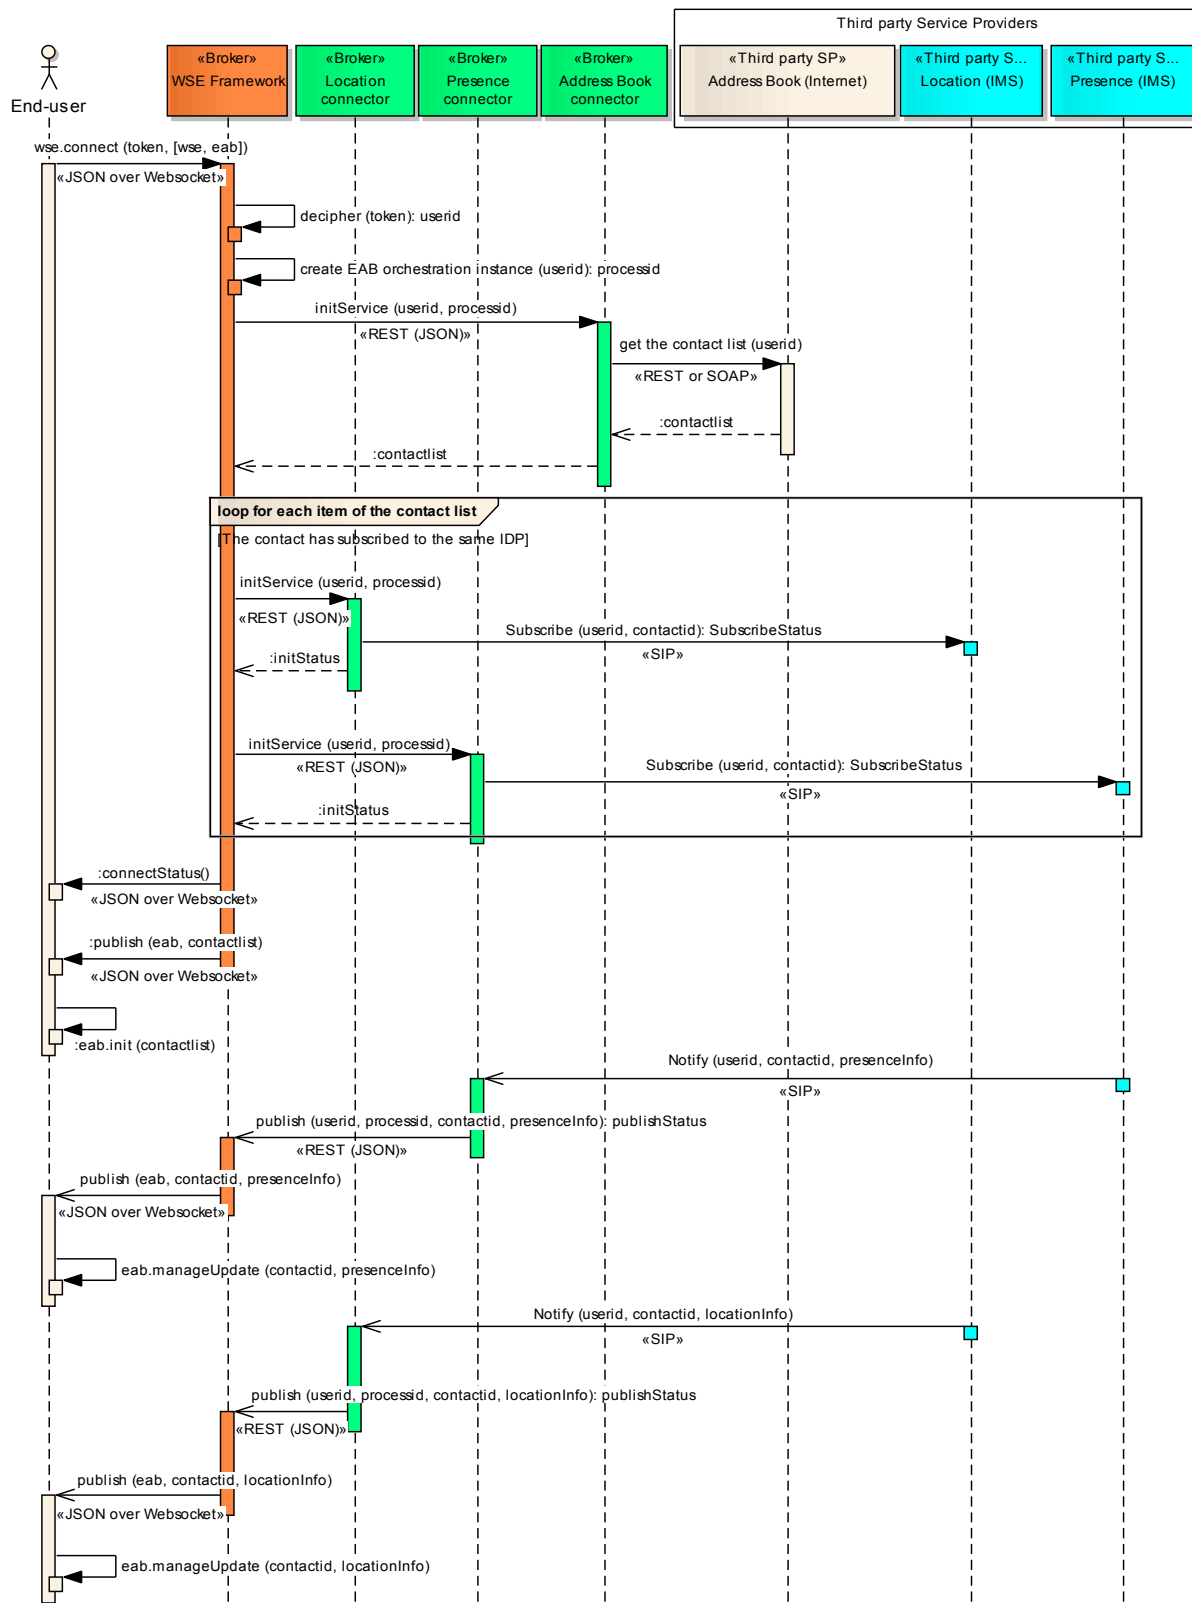 Third party Service Providers
«Broker»
WSE Framework
«Broker»
Location
connector
«Broker»
Presence
connector
«Broker»
Address Book
connector
«Third party SP»
Address Book (Internet)
«Third party S...
Location (IMS)
«Third party S...
Presence (IMS)
End-user
wse.connect (token, [wse, eab])
«JSON over Websocket»
decipher (token): userid
create EAB orchestration instance (userid): processid
initService (userid, processid)
«REST (JSON)»
get the contact list (userid)
«REST or SOAP»
:contactlist
:contactlist
loop for each item of the contact list
[The contact has subscribed to the same IDP]
initService (userid, processid)
«REST (JSON)»
Subscribe (userid, contactid): SubscribeStatus
«SIP»
:initStatus
initService (userid, processid)
«REST (JSON)»
Subscribe (userid, contactid): SubscribeStatus
«SIP»
:initStatus
:connectStatus()
«JSON over Websocket»
:publish (eab, contactlist)
«JSON over Websocket»
:eab.init (contactlist)
Notify (userid, contactid, presenceInfo)
«SIP»
publish (userid, processid, contactid, presenceInfo): publishStatus
«REST (JSON)»
publish (eab, contactid, presenceInfo)
«JSON over Websocket»
eab.manageUpdate (contactid, presenceInfo)
Notify (userid, contactid, locationInfo)
«SIP»
publish (userid, processid, contactid, locationInfo): publishStatus
«REST (JSON)»
publish (eab, contactid, locationInfo)
«JSON over Websocket»
eab.manageUpdate (contactid, locationInfo)